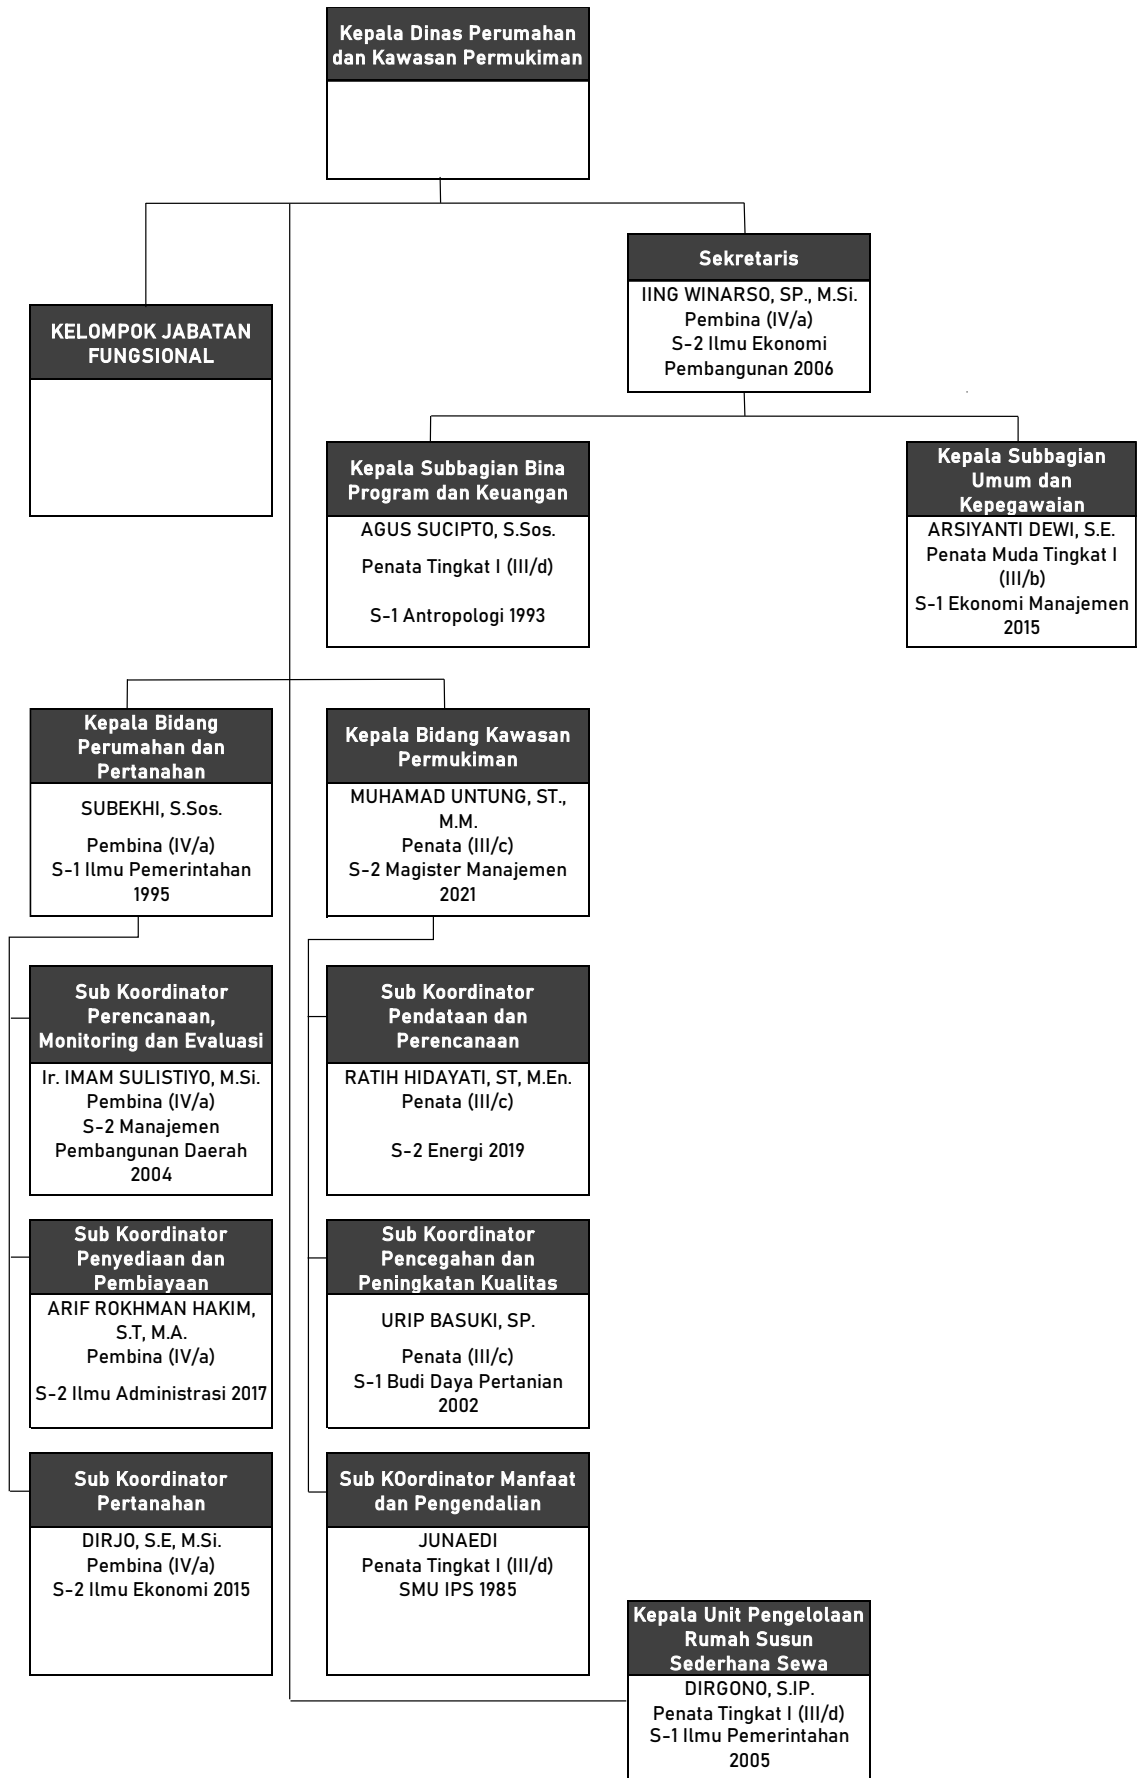 Kepala Dinas Perumahan
dan Kawasan Permukiman
Sekretaris
IING WINARSO, SP., M.Si.
Pembina (IV/a)
S-2 Ilmu Ekonomi
Pembangunan 2006
KELOMPOK JABATAN
FUNGSIONAL
Kepala Subbagian Bina
Program dan Keuangan
AGUS SUCIPTO, S.Sos.
Penata Tingkat I (III/d)
S-1 Antropologi 1993
Kepala Subbagian
Umum dan
Kepegawaian
ARSIYANTI DEWI, S.E.
Penata Muda Tingkat I
(III/b)
S-1 Ekonomi Manajemen
2015
Kepala Bidang
Perumahan dan
Pertanahan
SUBEKHI, S.Sos.
Pembina (IV/a)
S-1 Ilmu Pemerintahan
1995
Kepala Bidang Kawasan
Permukiman
MUHAMAD UNTUNG, ST.,
M.M.
Penata (III/c)
S-2 Magister Manajemen
2021
Sub Koordinator
Perencanaan,
Monitoring dan Evaluasi
Ir. IMAM SULISTIYO, M.Si.
Pembina (IV/a)
S-2 Manajemen
Pembangunan Daerah
2004
Sub Koordinator
Pendataan dan
Perencanaan
RATIH HIDAYATI, ST, M.En.
Penata (III/c)
S-2 Energi 2019
Sub Koordinator
Penyediaan dan
Pembiayaan
ARIF ROKHMAN HAKIM,
S.T, M.A.
Pembina (IV/a)
S-2 Ilmu Administrasi 2017
Sub Koordinator
Pencegahan dan
Peningkatan Kualitas
URIP BASUKI, SP.
Penata (III/c)
S-1 Budi Daya Pertanian
2002
Sub Koordinator
Pertanahan
DIRJO, S.E, M.Si.
Pembina (IV/a)
S-2 Ilmu Ekonomi 2015
Sub KOordinator Manfaat
dan Pengendalian
JUNAEDI
Penata Tingkat I (III/d)
SMU IPS 1985
Kepala Unit Pengelolaan
Rumah Susun
Sederhana Sewa
DIRGONO, S.IP.
Penata Tingkat I (III/d)
S-1 Ilmu Pemerintahan
2005